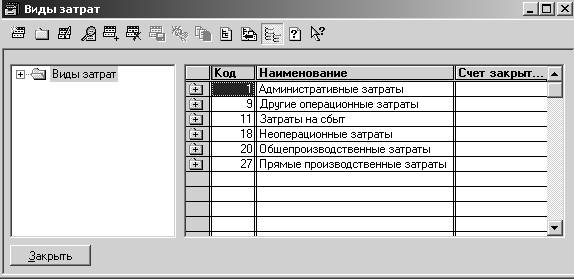 Виды затрат
Виды затрат
Код Наименование Счет закрыт...
1 Административные затраты
9 Другие операционные затраты
11 Затраты на сбыт
18 Неоперационные затраты
20 Общепроизводственные затраты
27 Прямые производственные затраты
Закрыть